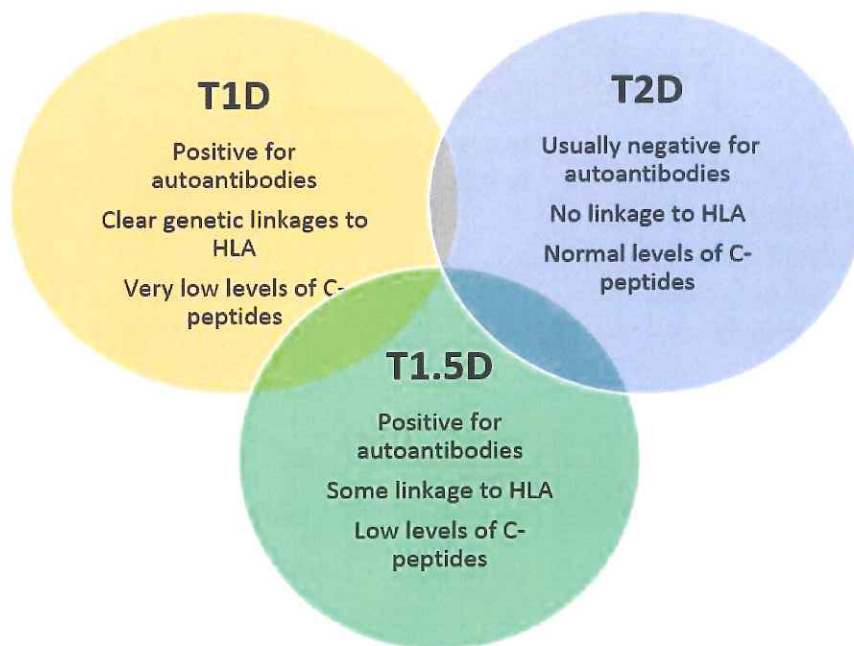 T1D
Positive for
autoantibodies
Clear genetic linkages to
HLA
Very low levels of C-
peptides
T2D
Usually negative for
autoantibodies
No linkage to HLA
Normal levels of C-
peptides
T1.5D
Positive for
autoantibodies
Some linkage to HLA
Low levels of C-
peptides